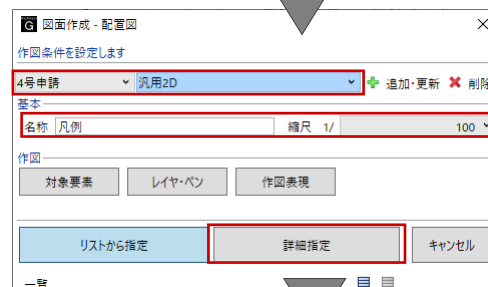 G 図面作成 - 配置図
作図条件を設定します
4号申請 汎用2D 追加・更新 削除
基本
名称 凡例 縮尺 1/ 100
作図
対象要素 レイヤ・ペン 作図表現
リストから指定 詳細指定 キャンセル
一覧